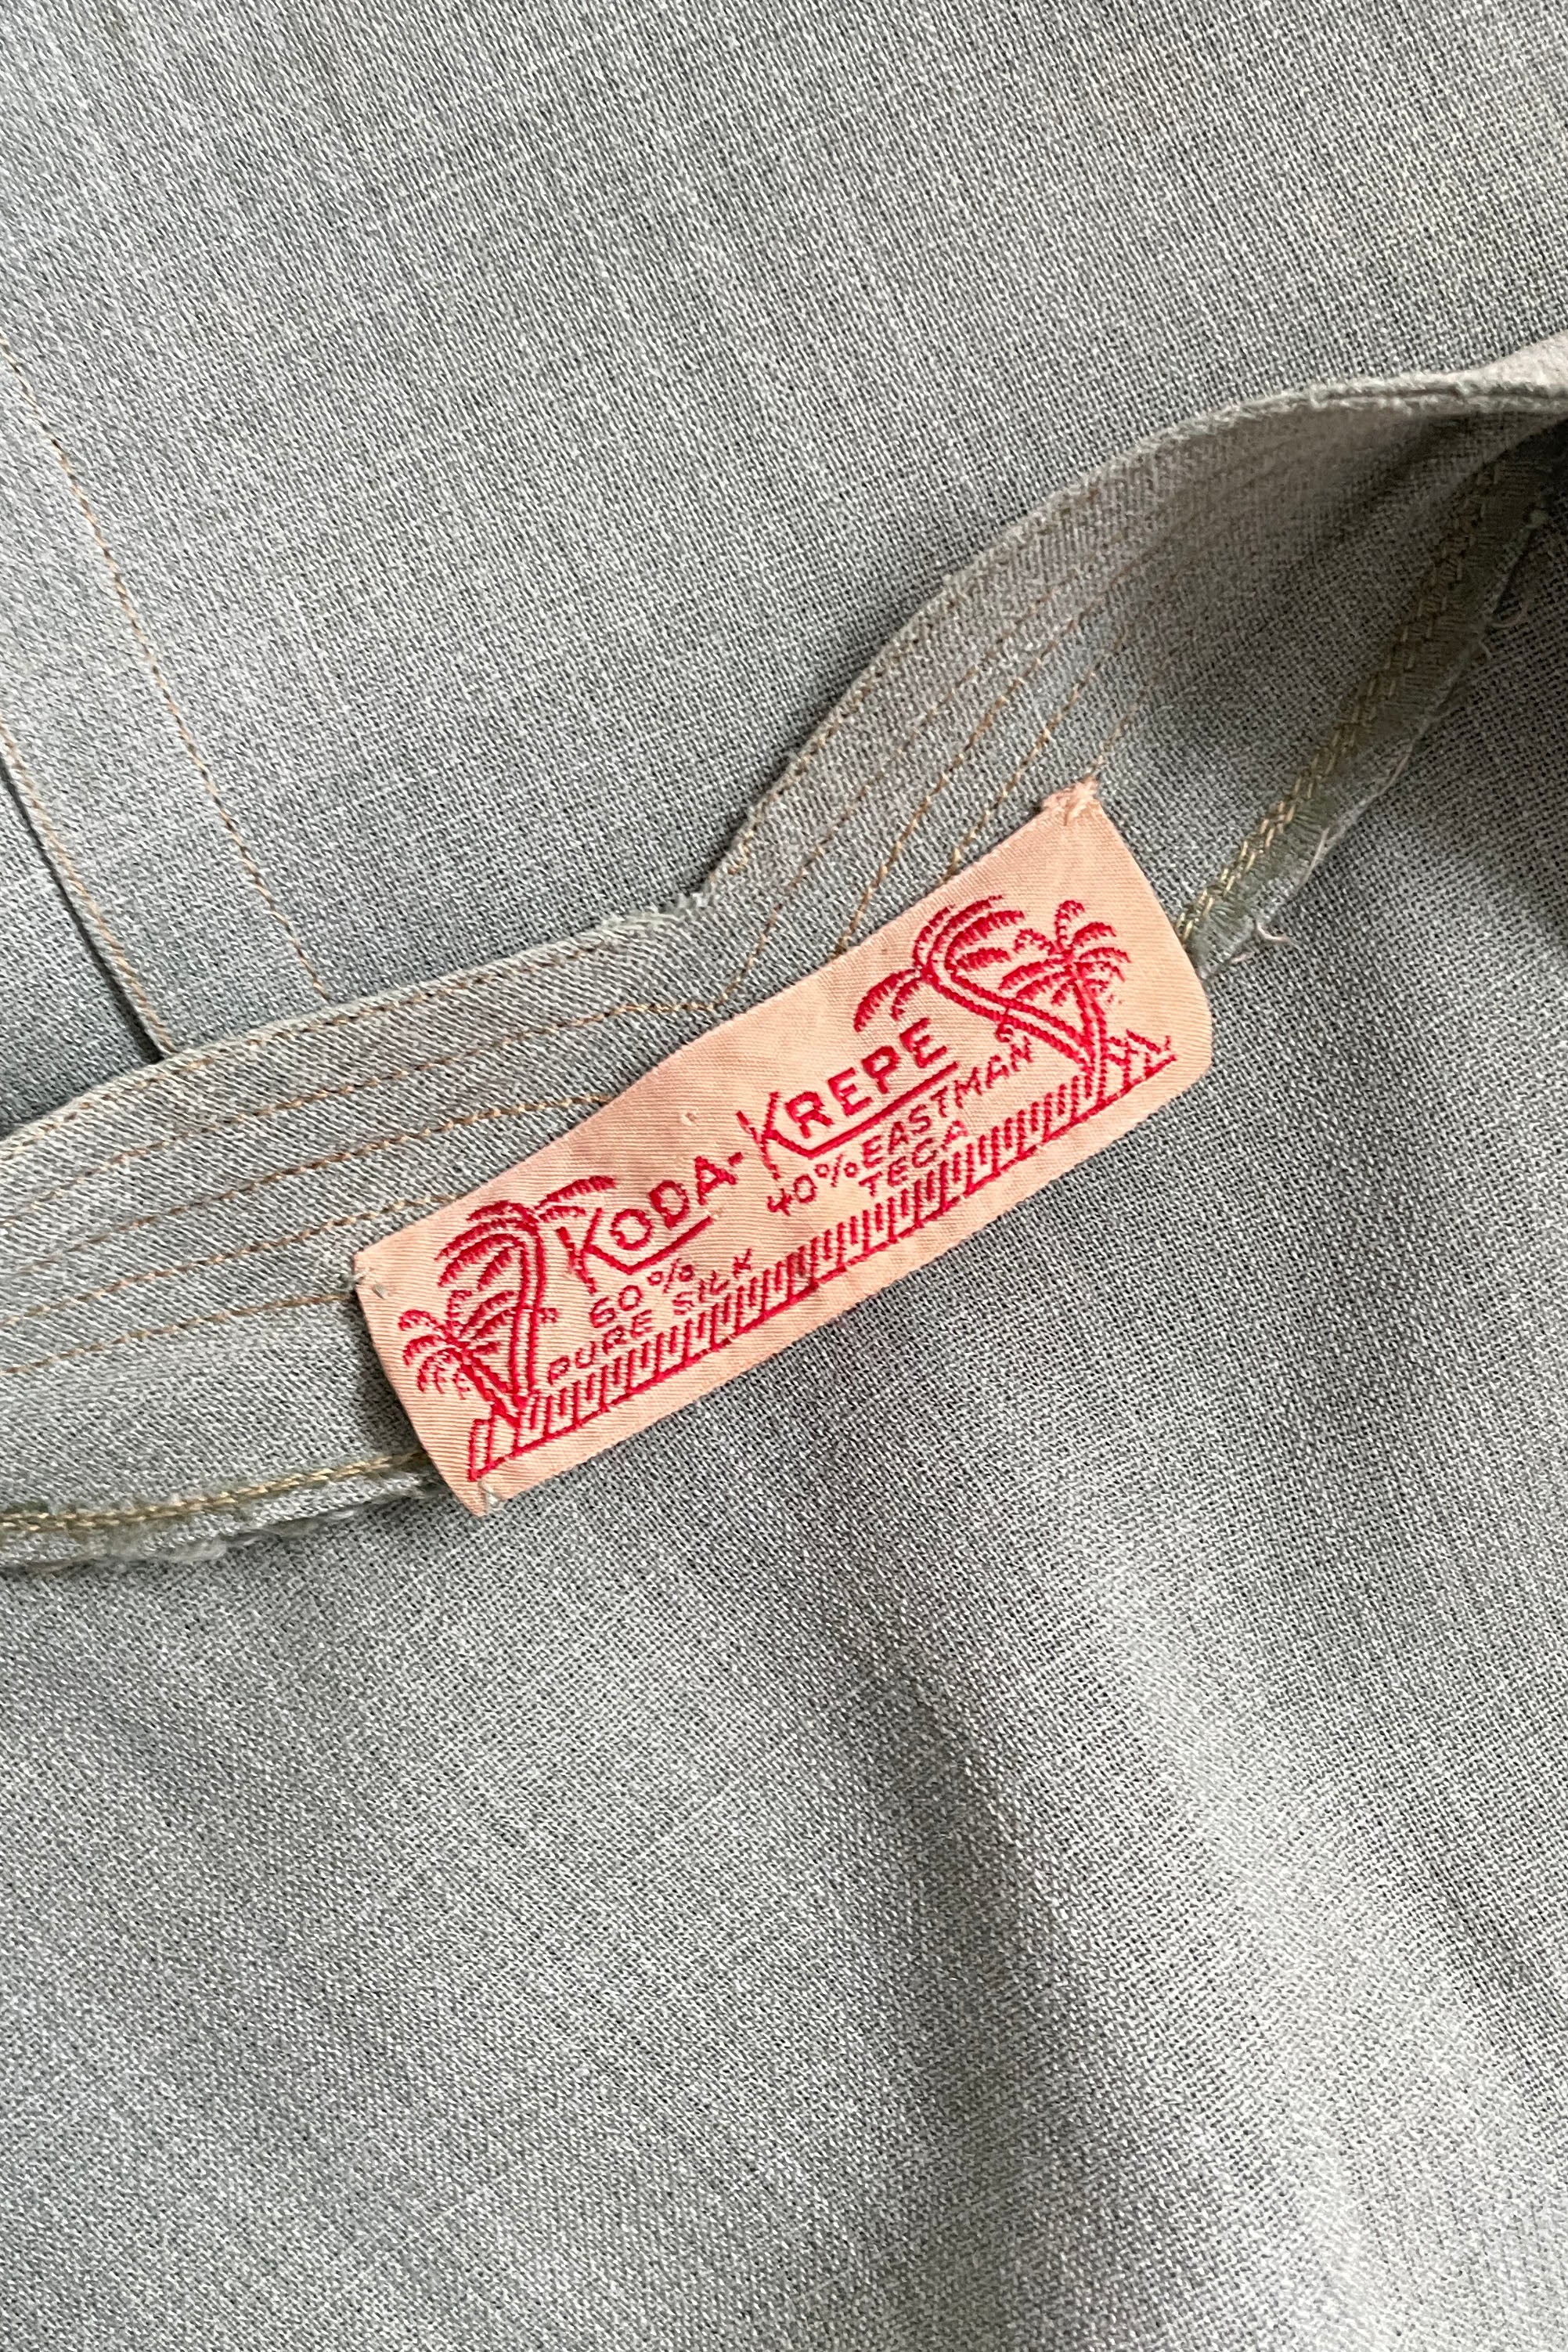 KODA-KREPE
60% 40% EASTMAN
PURE SILK TECA